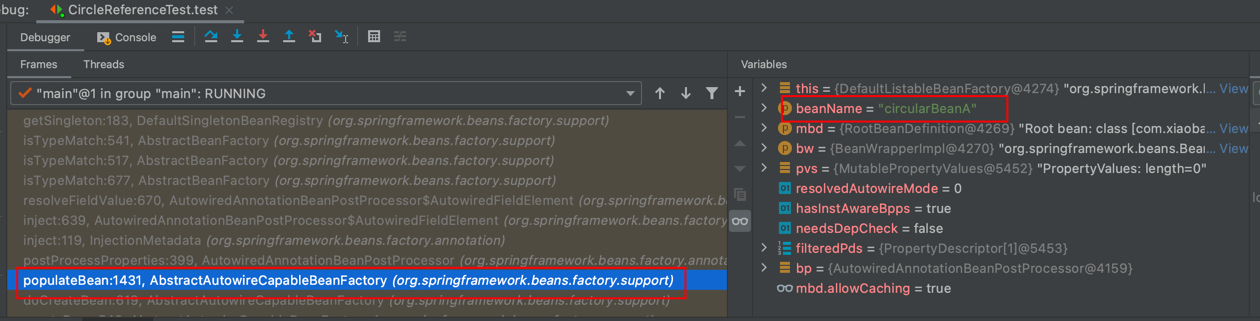 bug: CircleReferenceTest.test ×
Debugger Console
Frames Threads
"main"@1 in group "main": RUNNING
getSingleton:183, DefaultSingletonBeanRegistry (org.springframework.beans.factory.support)
isTypeMatch:541, AbstractBeanFactory (org.springframework.beans.factory.support)
isTypeMatch:517, AbstractBeanFactory (org.springframework.beans.factory.support)
isTypeMatch:677, AbstractBeanFactory (org.springframework.beans.factory.support)
resolveFieldValue:670, AutowiredAnnotationBeanPostProcessor$AutowiredFieldElement (org.springframework.b
inject:639, AutowiredAnnotationBeanPostProcessor$AutowiredFieldElement (org.springframework.beans.fac
inject:119, InjectionMetadata (org.springframework.beans.factory.annotation)
postProcessProperties:399, AutowiredAnnotationBeanPostProcessor (org.springframework.beans.factory.anno
populateBean:1431, AbstractAutowireCapableBeanFactory (org.springframework.beans.factory.support)
doCreateBean:619, AbstractAutowireCapableBeanFactory (org.springframework.beans.factory.support)
Variables
this = {DefaultListableBeanFactory@4274} "org.springframework.l... View
beanName = "circularBeanA"
mbd = {RootBeanDefinition@4269} "Root bean: class [com.xiaoba... View
bw = {BeanWrapperImpl@4270} "org.springframework.beans.Bea... View
pvs = {MutablePropertyValues@5452} "PropertyValues: length=0"
resolvedAutowireMode = 0
hasInstAwareBpps = true
needsDepCheck = false
filteredPds = {PropertyDescriptor[1]@5453}
bp = {AutowiredAnnotationBeanPostProcessor@4159}
mbd.allowCaching = true